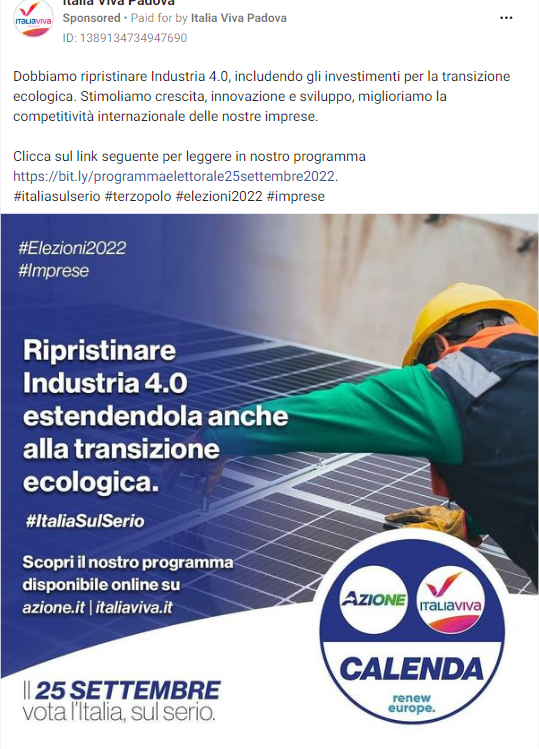 Italia Viva Padova
ITALIAVIVA
Sponsored • Paid for by Italia Viva Padova
ID: 1389134734947690
Dobbiamo ripristinare Industria 4.0, includendo gli investimenti per la transizione
ecologica. Stimoliamo crescita, innovazione e sviluppo, miglioriamo la
competitività internazionale delle nostre imprese.
Clicca sul link seguente per leggere in nostro programma
https://bit.ly/programmaelettorale25settembre2022.
#italiasulserio #terzopolo #elezioni2022 #imprese
#Elezioni2022
#Imprese
Ripristinare
Industria 4.0
estendendola anche
alla transizione
ecologica.
#ItaliaSulSerio
Scopri il nostro programma
disponibile online su
azione.it | italiaviva.it
AZIONE
ITALIAVIVA
CALENDA
renew
europe.
Il 25 SETTEMBRE
vota l'Italia, sul serio.